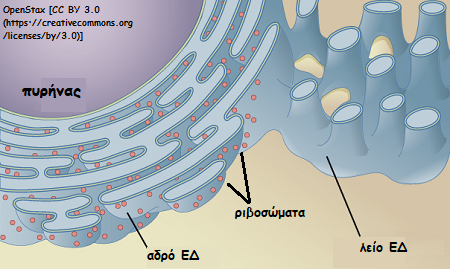 OpenStax [CC BY 3.0
(https://creativecommons.org
/licenses/by/3.0)]
πυρήνας
ριβοσώματα
αδρό ΕΔ
λείο ΕΔ